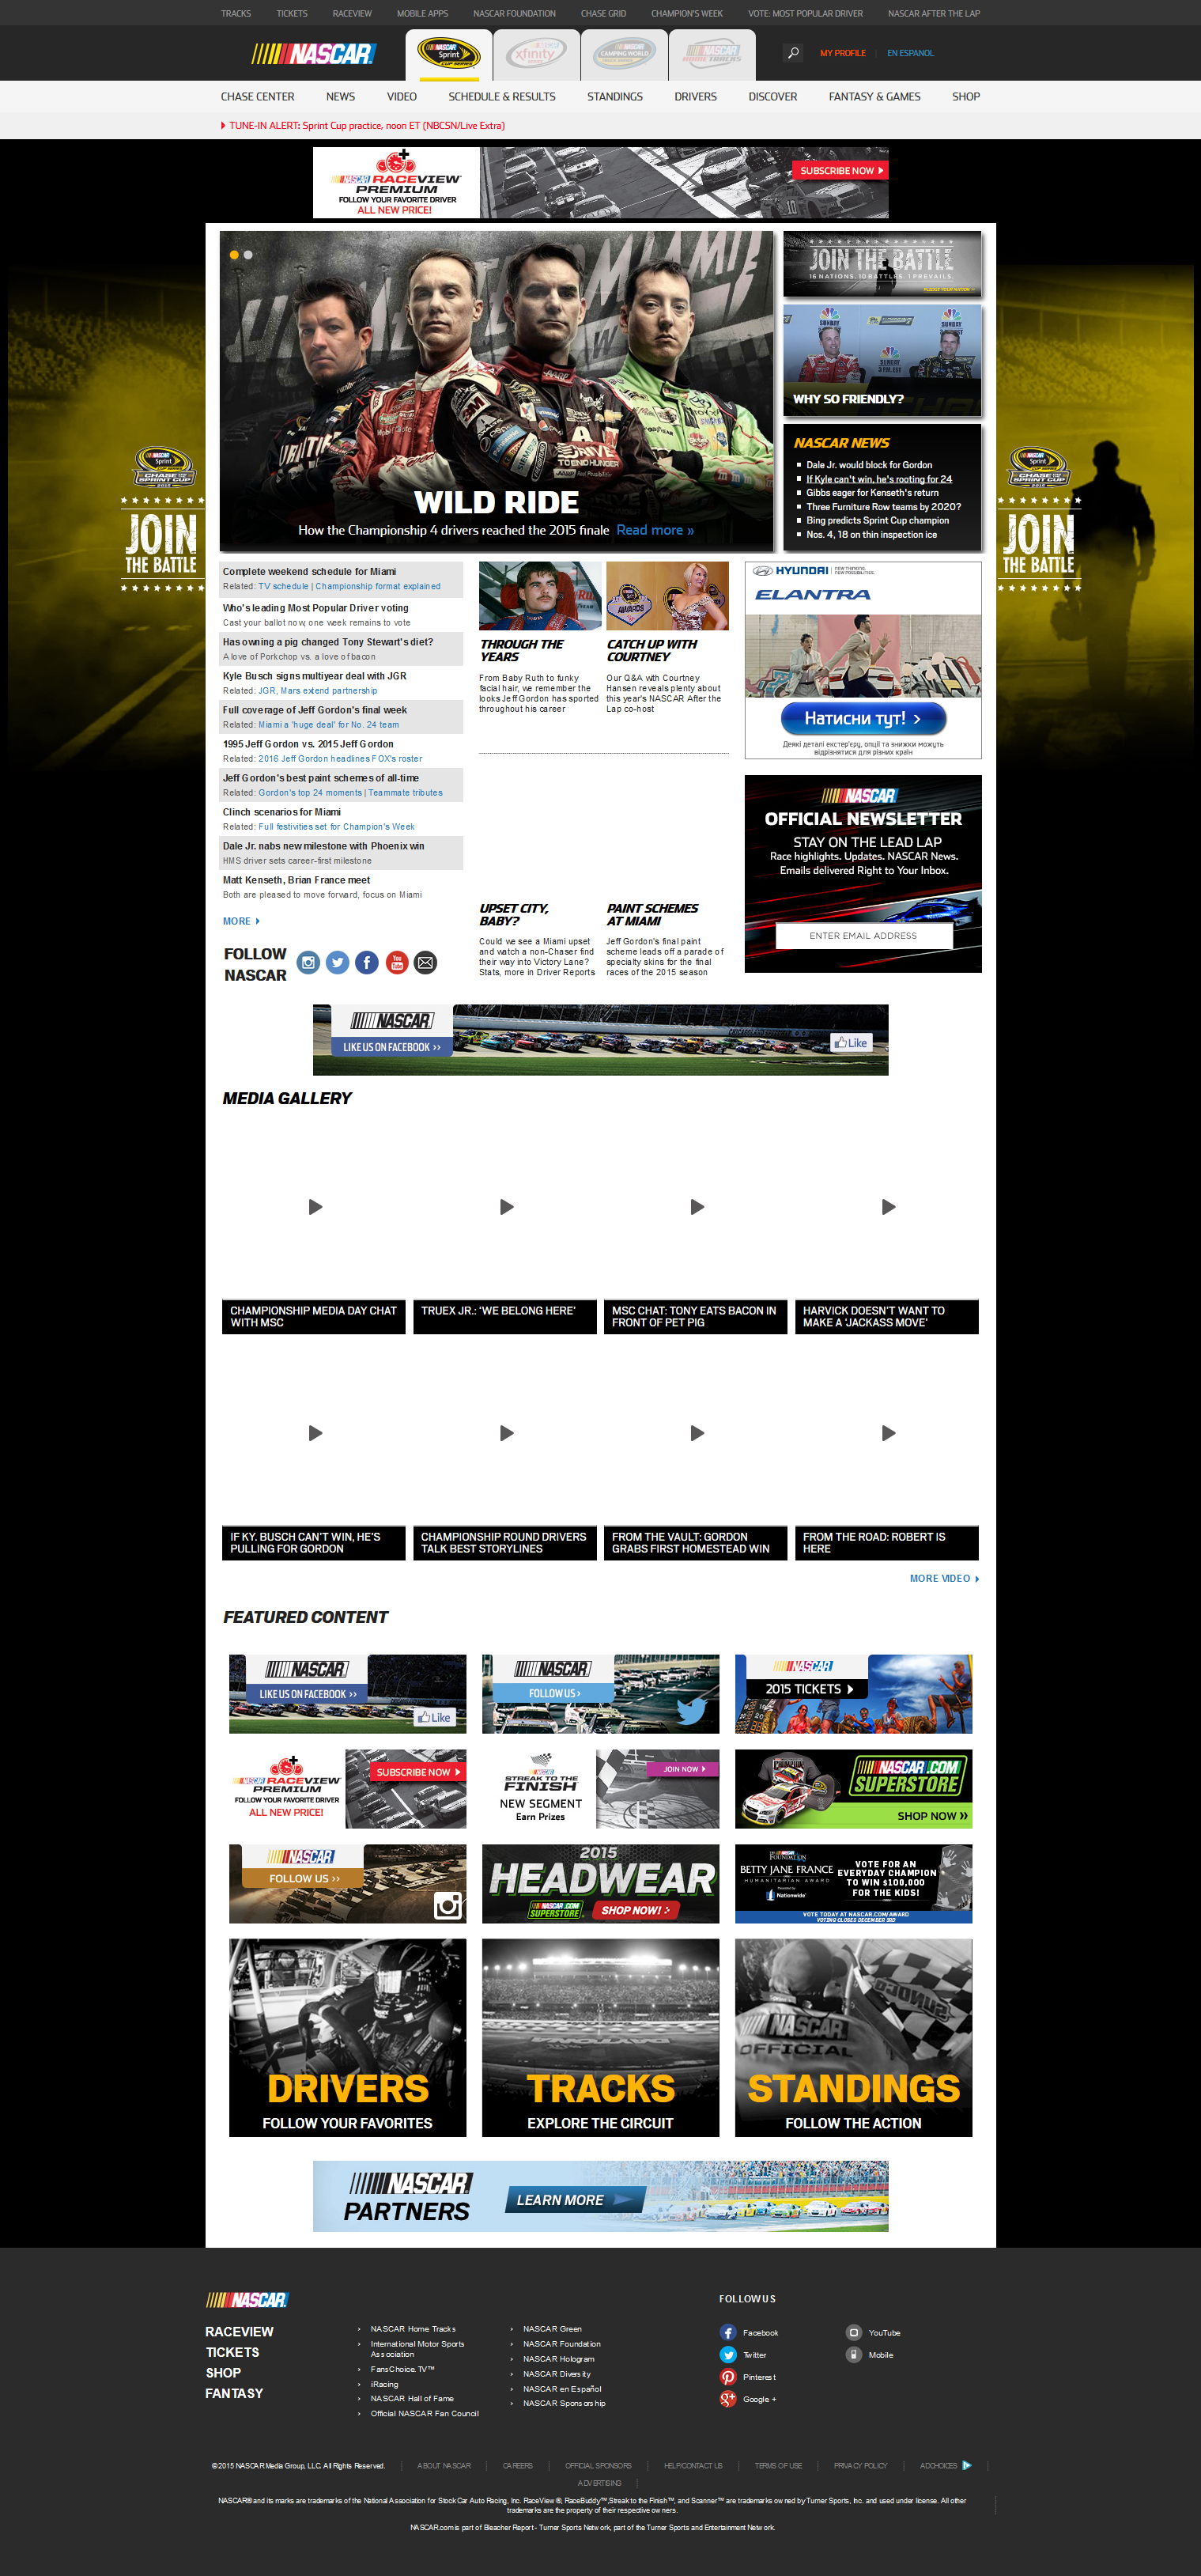 TRACKS TICKETS RACEVIEW MOBILE APPS NASCAR FOUNDATION CHASE GRID CHAMPION'S WEEK VOTE: MOST POPULAR DRIVER NASCAR AFTER THE LAP
NASCAR
NASCAR Sprint CUP SERIES
xfinity
CAMPING WORLD
NASCAR HOME TRACKS
MY PROFILE | EN ESPANOL
CHASE CENTER NEWS VIDEO SCHEDULE & RESULTS STANDINGS DRIVERS DISCOVER FANTASY & GAMES SHOP
TUNE-IN ALERT: Sprint Cup practice, noon ET (NBCSN/Live Extra)
NASCAR RACEVIEW
PREMIUM
FOLLOW YOUR FAVORITE DRIVER
ALL NEW PRICE!
SUBSCRIBE NOW
WILD RIDE
How the Championship 4 drivers reached the 2015 finale Read more »
JOIN THE BATTLE
16 NATIONS. 10 BATTLES. 1 PREVAILS.
WHY SO FRIENDLY?
NASCAR NEWS
Dale Jr. would block for Gordon
If Kyle can't win, he's rooting for 24
Gibbs eager for Kenseth's return
Three Furniture Row teams by 2020?
Bing predicts Sprint Cup champion
Nos. 4, 18 on thin inspection ice
JOIN
THE BATTLE
JOIN
THE BATTLE
Complete weekend schedule for Miami
Related: TV schedule | Championship format explained
Who's leading Most Popular Driver voting
Cast your ballot now, one week remains to vote
Has owning a pig changed Tony Stewart's diet?
A love of Porkchop vs. a love of bacon
Kyle Busch signs multiyear deal with JGR
Related: JGR, Mars extend partnership
Full coverage of Jeff Gordon's final week
Related: Miami a 'huge deal' for No. 24 team
1995 Jeff Gordon vs. 2015 Jeff Gordon
Related: 2016 Jeff Gordon headlines FOX's roster
Jeff Gordon's best paint schemes of all-time
Related: Gordon's top 24 moments | Teammate tributes
Clinch scenarios for Miami
Related: Full festivities set for Champion's Week
Dale Jr. nabs new milestone with Phoenix win
HMS driver sets career-first milestone
Matt Kenseth, Brian France meet
Both are pleased to move forward, focus on Miami
MORE
FOLLOW
NASCAR
THROUGH THE
YEARS
From Baby Ruth to funky
facial hair, we remember the
looks Jeff Gordon has sported
throughout his career
CATCH UP WITH
COURTNEY
Our Q&A with Courtney
Hansen reveals plenty about
this year's NASCAR After the
Lap co-host
UPSET CITY,
BABY?
Could we see a Miami upset
and watch a non-Chaser find
their way into Victory Lane?
Stats, more in Driver Reports
PAINT SCHEMES
AT MIAMI
Jeff Gordon's final paint
scheme leads off a parade of
specialty skins for the final
races of the 2015 season
HYUNDAI NEW THINKING. NEW POSSIBILITIES.
ELANTRA
Натисни тут! ›
Деякі деталі екстер'єру, опції та знижки можуть
відрізнятися для різних країн
NASCAR
OFFICIAL NEWSLETTER
STAY ON THE LEAD LAP
Race highlights. Updates. NASCAR News.
Emails delivered Right to Your Inbox.
ENTER EMAIL ADDRESS
NASCAR
LIKE US ON FACEBOOK >>
Like
MEDIA GALLERY
CHAMPIONSHIP MEDIA DAY CHAT
WITH MSC
TRUEX JR.: 'WE BELONG HERE'
MSC CHAT: TONY EATS BACON IN
FRONT OF PET PIG
HARVICK DOESN'T WANT TO
MAKE A 'JACKASS MOVE'
IF KY. BUSCH CAN'T WIN, HE'S
PULLING FOR GORDON
CHAMPIONSHIP ROUND DRIVERS
TALK BEST STORYLINES
FROM THE VAULT: GORDON
GRABS FIRST HOMESTEAD WIN
FROM THE ROAD: ROBERT IS
HERE
MORE VIDEO
FEATURED CONTENT
NASCAR
LIKE US ON FACEBOOK >>
Like
NASCAR
FOLLOW US ›
NASCAR
2015 TICKETS
NASCAR RACEVIEW
PREMIUM
FOLLOW YOUR FAVORITE DRIVER
ALL NEW PRICE!
SUBSCRIBE NOW
STREAK TO THE
FINISH
NEW SEGMENT
Earn Prizes
JOIN NOW
NASCAR.COM
SUPERSTORE
SHOP NOW »
NASCAR
FOLLOW US >>
2015
HEADWEAR
NASCAR.COM SUPERSTORE
SHOP NOW!
FOUNDATION
BETTY JANE FRANCE
HUMANITARIAN AWARD
Nationwide
VOTE FOR AN
EVERYDAY CHAMPION
TO WIN $100,000
FOR THE KIDS!
VOTE TODAY AT NASCAR.COM/AWARD
VOTING CLOSES DECEMBER 3RD
DRIVERS
FOLLOW YOUR FAVORITES
TRACKS
EXPLORE THE CIRCUIT
NASCAR
OFFICIAL
SUNOCO
STANDINGS
FOLLOW THE ACTION
NASCAR
PARTNERS
LEARN MORE
NASCAR
RACEVIEW
TICKETS
SHOP
FANTASY
NASCAR Home Tracks
International Motor Sports
Association
FansChoice.TV™
iRacing
NASCAR Hall of Fame
Official NASCAR Fan Council
NASCAR Green
NASCAR Foundation
NASCAR Hologram
NASCAR Diversity
NASCAR en Español
NASCAR Sponsorship
FOLLOW US
Facebook
Twitter
Pinterest
Google +
YouTube
Mobile
©2015 NASCAR Media Group, LLC. All Rights Reserved. | ABOUT NASCAR | CAREERS | OFFICIAL SPONSORS | HELP/CONTACT US | TERMS OF USE | PRIVACY POLICY | ADCHOICES |
ADVERTISING |
NASCAR® and its marks are trademarks of the National Association for Stock Car Auto Racing, Inc. RaceView ®, RaceBuddy™,Streak to the Finish™, and Scanner™ are trademarks owned by Turner Sports, Inc. and used under license. All other
trademarks are the property of their respective owners.
NASCAR.com is part of Bleacher Report - Turner Sports Network, part of the Turner Sports and Entertainment Network.